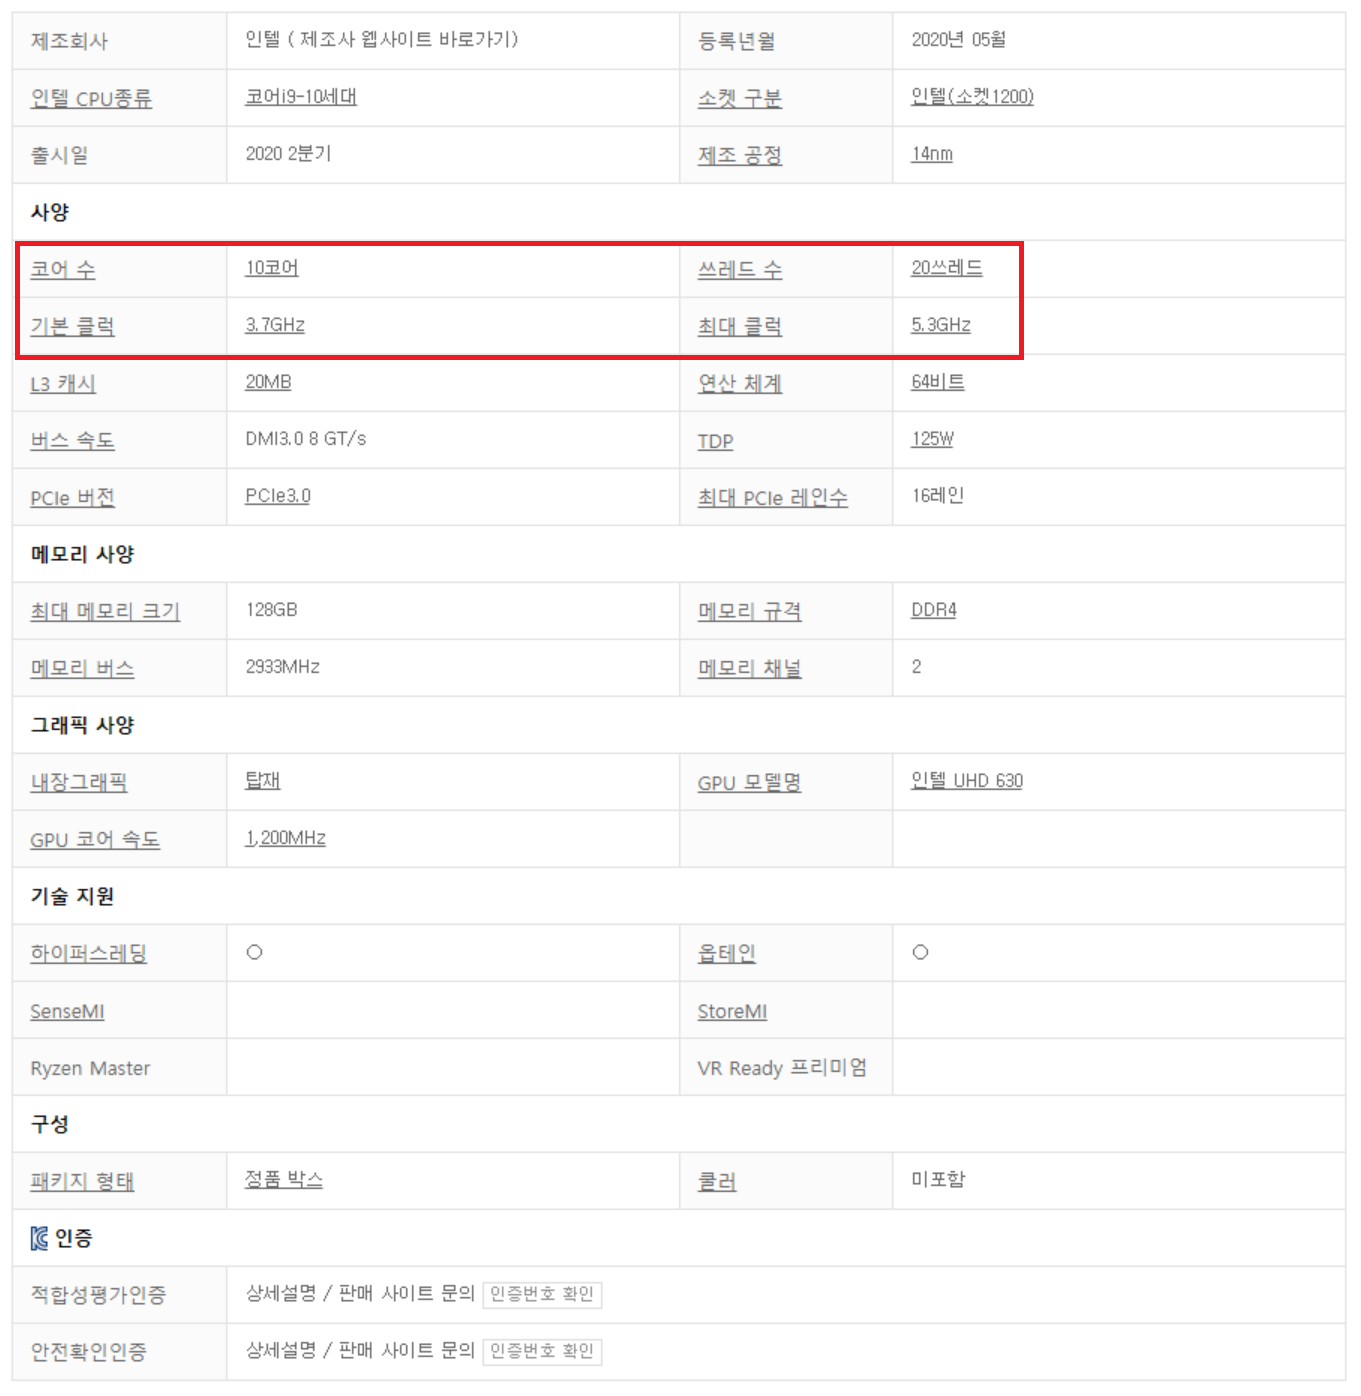 제조회사 인텔 ( 제조사 웹사이트 바로가기) 등록년월 2020년 05월
인텔 CPU종류 코어i9-10세대 소켓 구분 인텔(소켓1200)
출시일 2020 2분기 제조 공정 14nm
사양
코어 수 10코어 쓰레드 수 20쓰레드
기본 클럭 3.7GHz 최대 클럭 5.3GHz
L3 캐시 20MB 연산 체계 64비트
버스 속도 DMI3.0 8 GT/s TDP 125W
PCIe 버전 PCIe3.0 최대 PCIe 레인수 16레인
메모리 사양
최대 메모리 크기 128GB 메모리 규격 DDR4
메모리 버스 2933MHz 메모리 채널 2
그래픽 사양
내장그래픽 탑재 GPU 모델명 인텔 UHD 630
GPU 코어 속도 1,200MHz
기술 지원
하이퍼스레딩 ○ 옵테인 ○
SenseMI StoreMI
Ryzen Master VR Ready 프리미엄
구성
패키지 형태 정품 박스 쿨러 미포함
KC 인증
적합성평가인증 상세설명 / 판매 사이트 문의 인증번호 확인
안전확인인증 상세설명 / 판매 사이트 문의 인증번호 확인